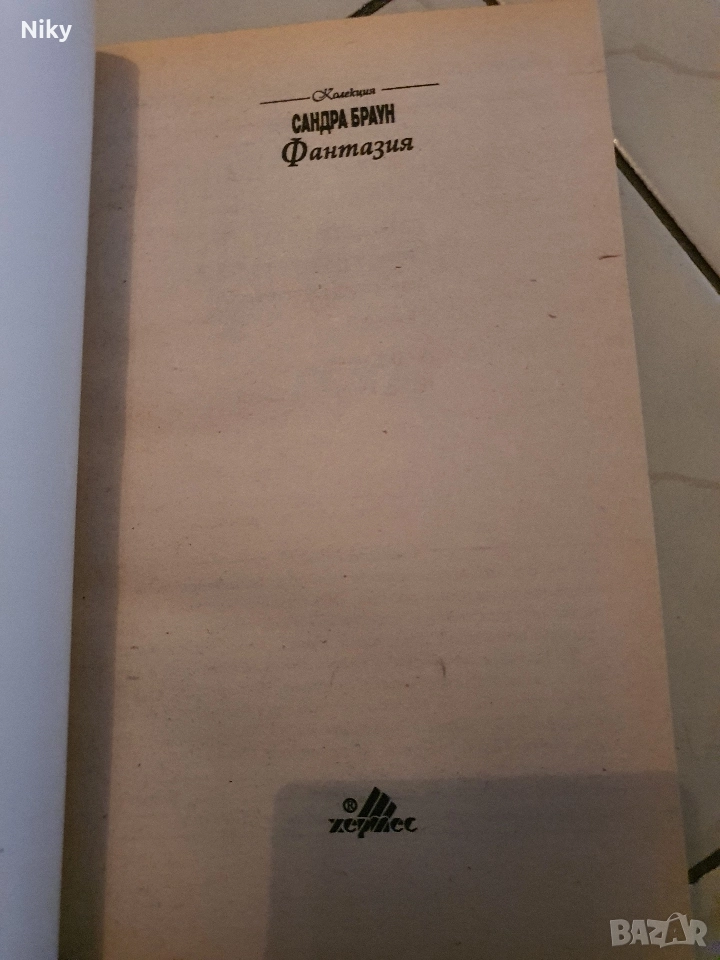 Niky
Колекция
САНДРА БРАУН
Фантазия
®
хермес
BAZAR